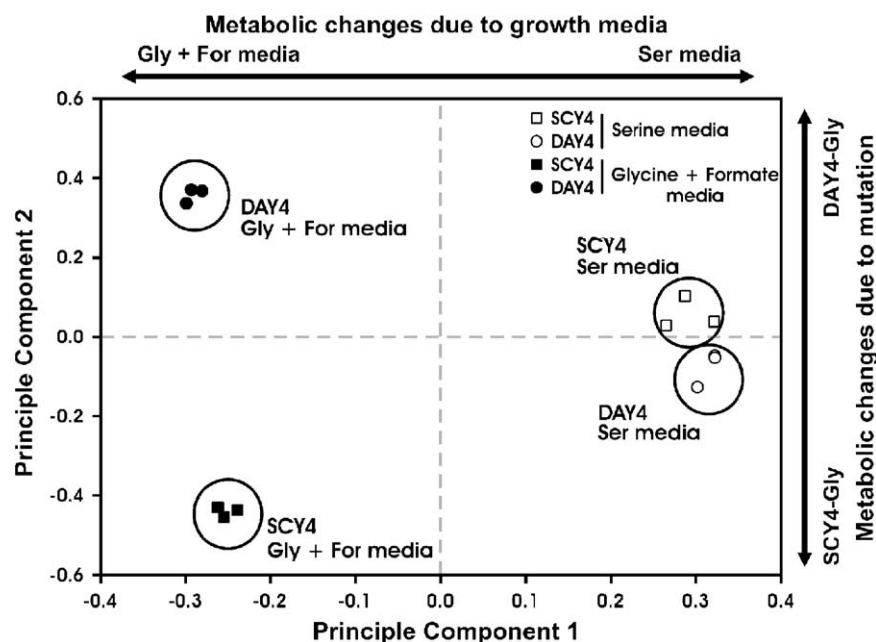 Metabolic changes due to growth media
Gly + For media
Ser media
SCY4
DAY4
Serine media
SCY4
DAY4
Glycine + Formate
media
DAY4
Gly + For media
SCY4
Ser media
DAY4
Ser media
SCY4
Gly + For media
0.6
0.4
0.2
0.0
-0.2
-0.4
-0.6
Principle Component 2
-0.4
-0.3
-0.2
-0.1
0.0
0.1
0.2
0.3
0.4
Principle Component 1
DAY4-Gly
SCY4-Gly
Metabolic changes due to mutation